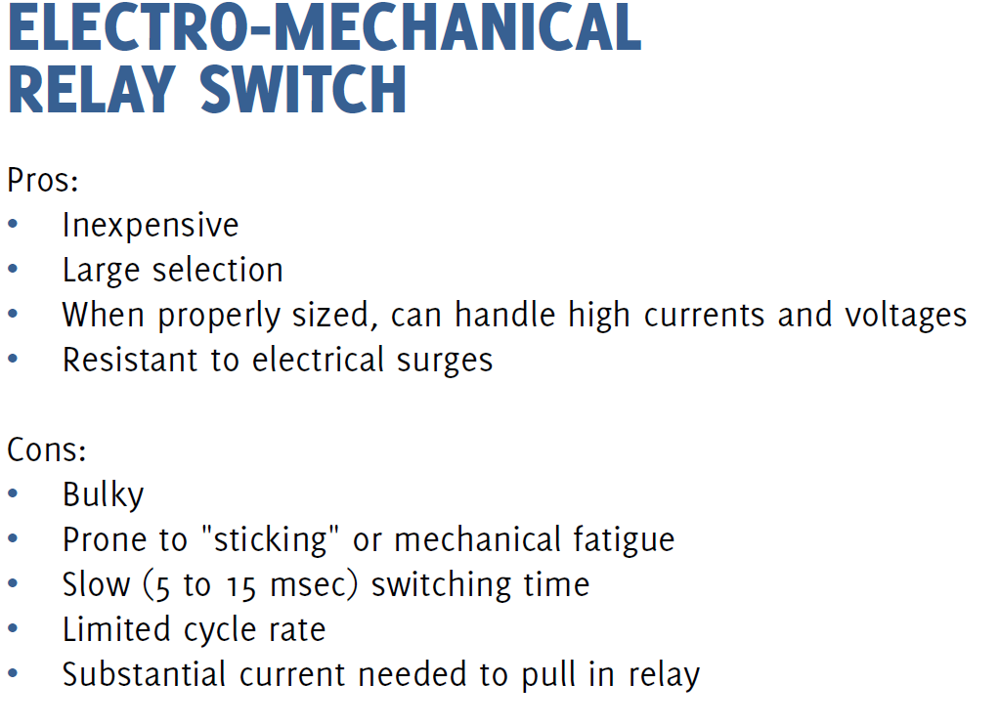 ELECTRO-MECHANICAL
RELAY SWITCH
Pros:
• Inexpensive
• Large selection
• When properly sized, can handle high currents and voltages
• Resistant to electrical surges
Cons:
• Bulky
• Prone to "sticking" or mechanical fatigue
• Slow (5 to 15 msec) switching time
• Limited cycle rate
• Substantial current needed to pull in relay